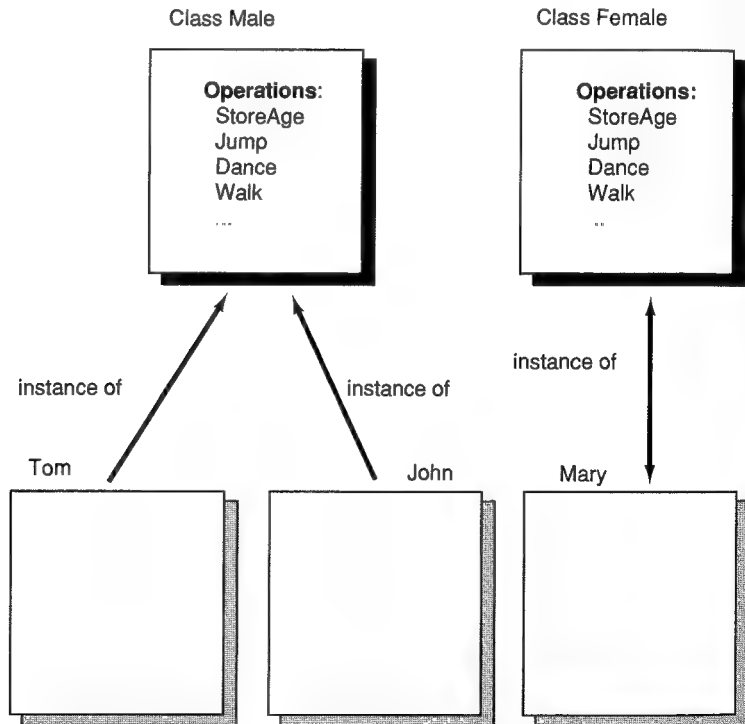 Class Male
Class Female
Operations:
StoreAge
Jump
Dance
Walk
...
Operations:
StoreAge
Jump
Dance
Walk
..
instance of
instance of
instance of
Tom
John
Mary